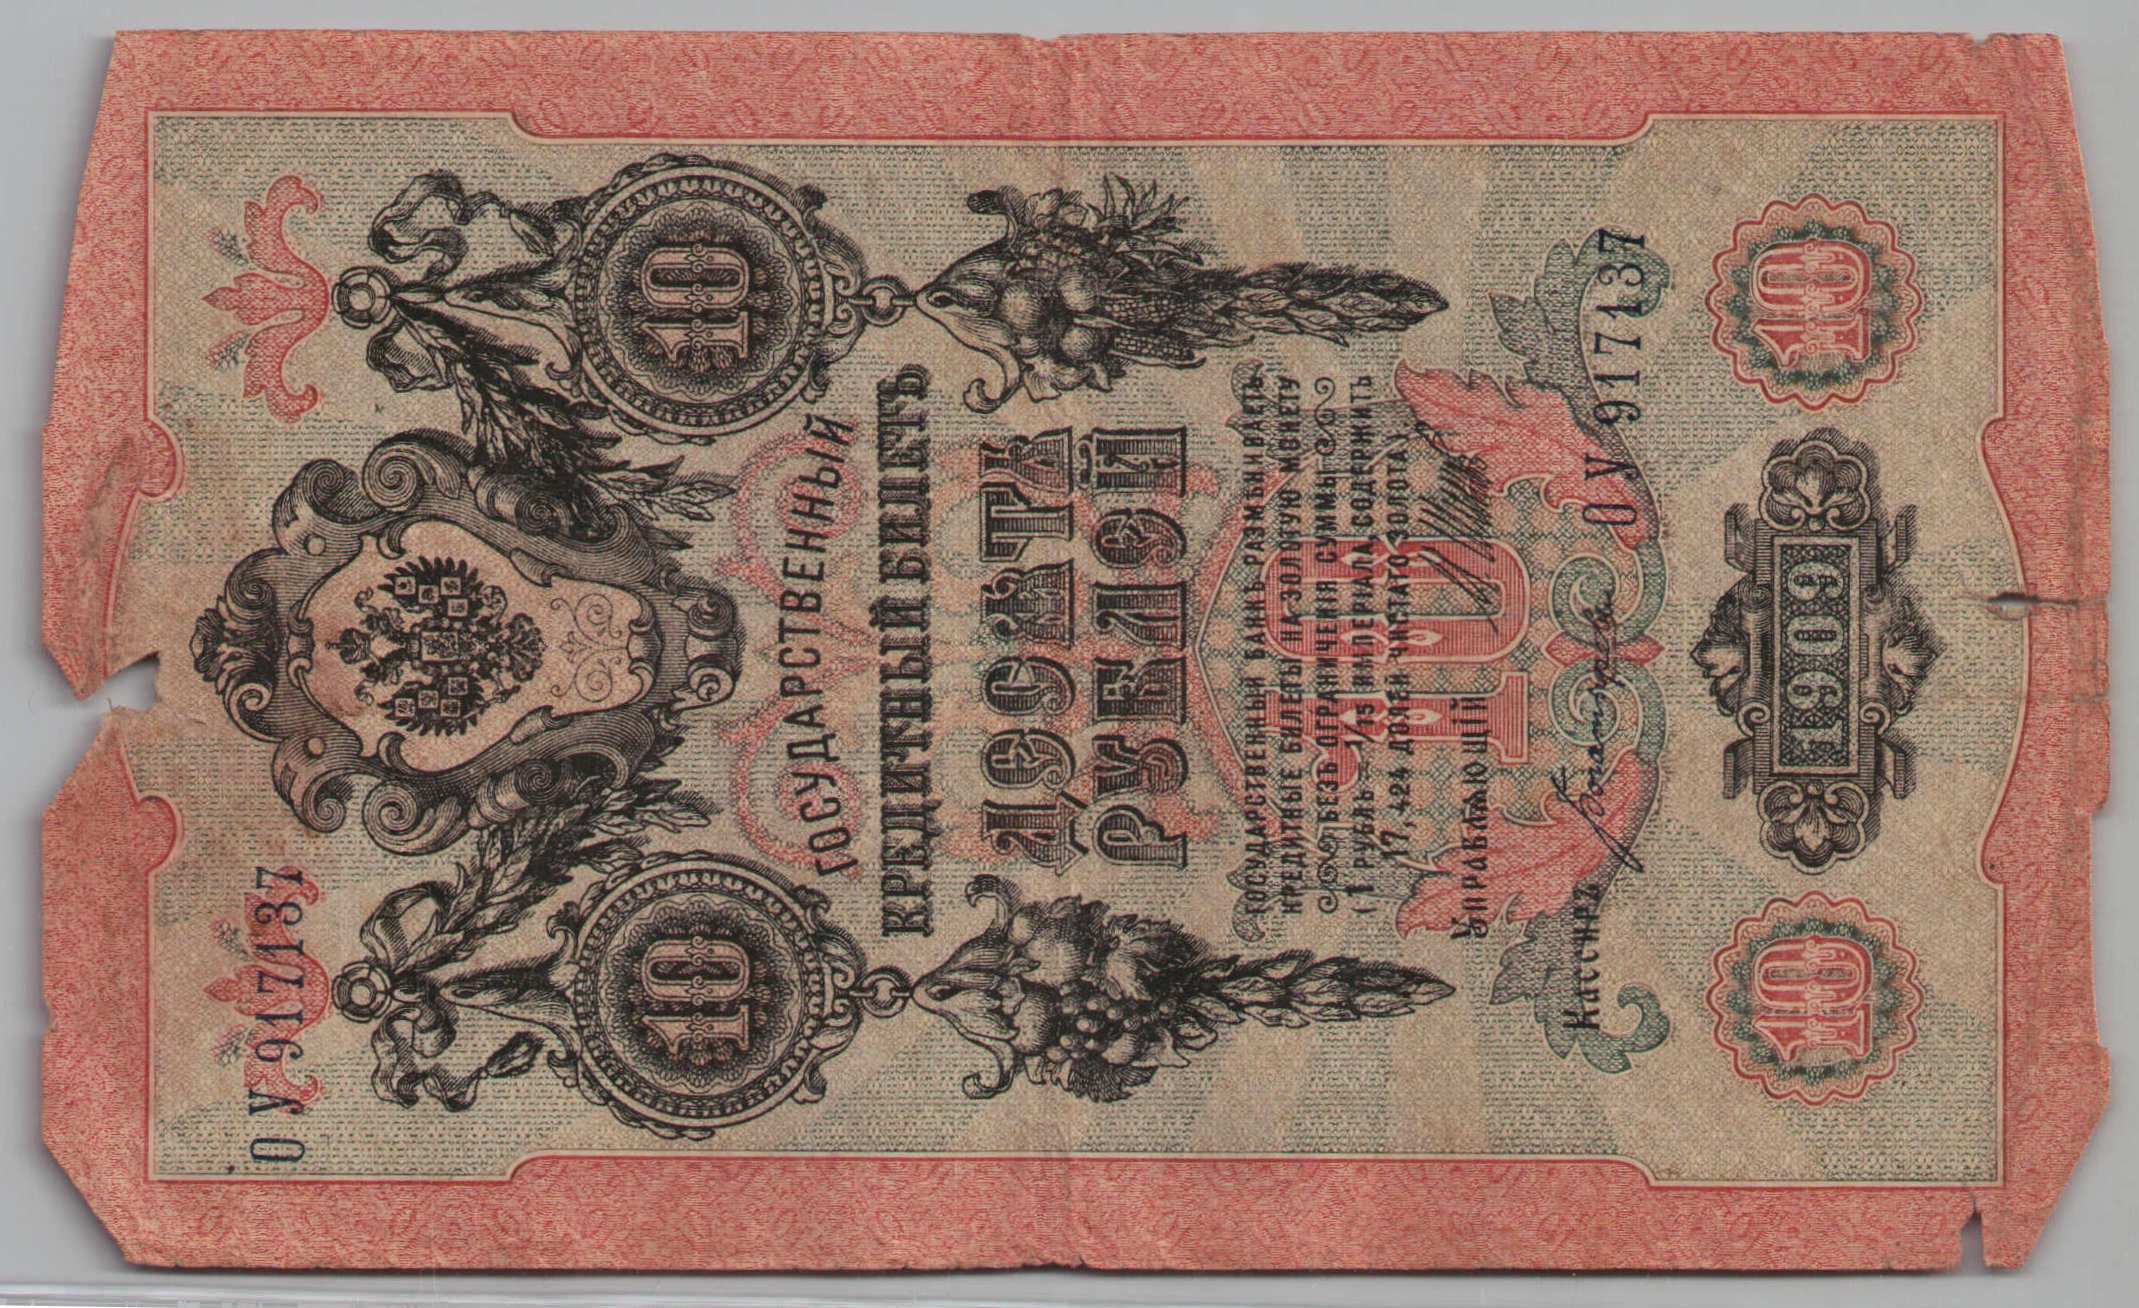 10 10
ГОСУДАРСТВЕННЫЙ
КРЕДИТНЫЙ БИЛЕТЪ
ОУ 917137
ДЕСЯТЬ
РУБЛЕЙ
ГОСУДАРСТВЕННЫЙ БАНКЪ РАЗМѢНИВАЕТЪ
КРЕДИТНЫЕ БИЛЕТЫ НА ЗОЛОТУЮ МОНЕТУ
БЕЗЪ ОГРАНИЧЕНІЯ СУММЫ
(1 РУБЛЬ = 1/15 ИМПЕРІАЛА, СОДЕРЖИТЪ
17,424 ДОЛЕЙ ЧИСТАГО ЗОЛОТА)
10
Управляющій
Кассиръ
ОУ 917137
10 1909 10